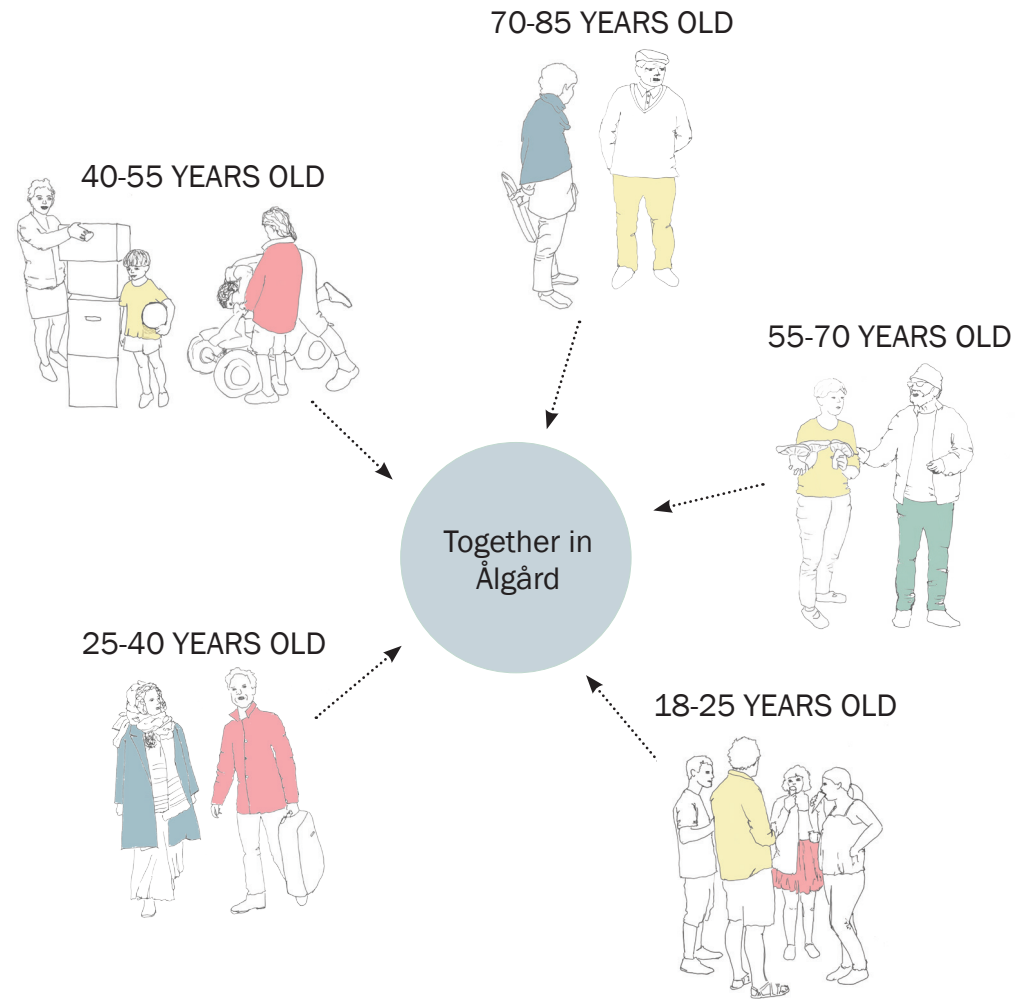 70-85 YEARS OLD
40-55 YEARS OLD
55-70 YEARS OLD
Together in
Ålgård
25-40 YEARS OLD
18-25 YEARS OLD